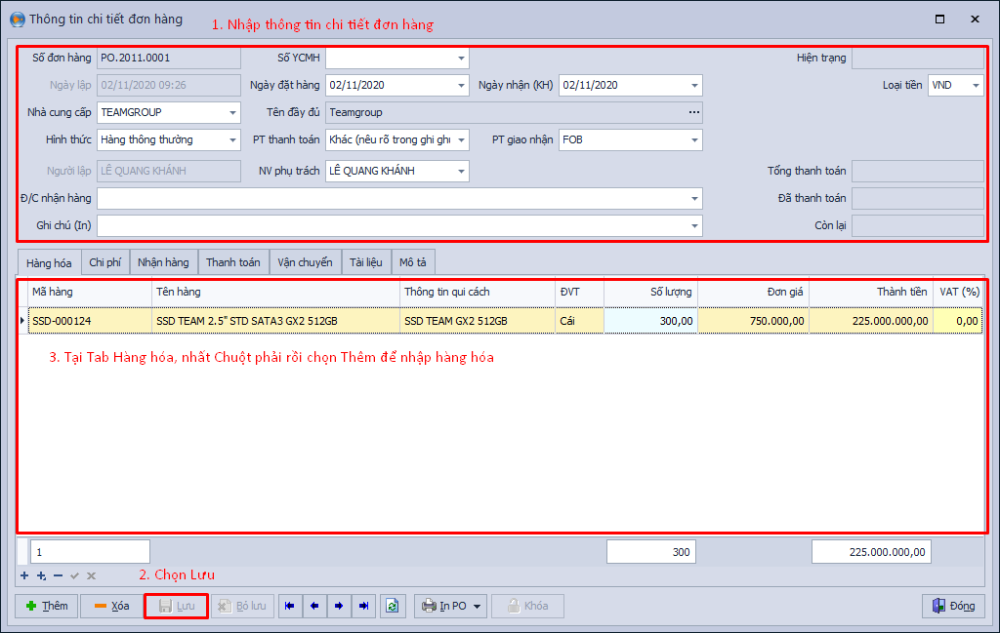 Thông tin chi tiết đơn hàng
1. Nhập thông tin chi tiết đơn hàng
Số đơn hàng PO.2011.0001 Số YCMH Hiện trạng
Ngày lập 02/11/2020 09:26 Ngày đặt hàng 02/11/2020 Ngày nhận (KH) 02/11/2020 Loại tiền VND
Nhà cung cấp TEAMGROUP Tên đầy đủ Teamgroup ...
Hình thức Hàng thông thường PT thanh toán Khác (nêu rõ trong ghi ghú PT giao nhận FOB
Người lập LÊ QUANG KHÁNH NV phụ trách LÊ QUANG KHÁNH Tổng thanh toán
Đ/C nhận hàng Đã thanh toán
Ghi chú (In) Còn lại
Hàng hóa Chi phí Nhận hàng Thanh toán Vận chuyển Tài liệu Mô tả
Mã hàng Tên hàng Thông tin qui cách ĐVT Số lượng Đơn giá Thành tiền VAT (%)
SSD-000124 SSD TEAM 2.5" STD SATA3 GX2 512GB SSD TEAM GX2 512GB Cái 300,00 750.000,00 225.000.000,00 0,00
3. Tại Tab Hàng hóa, nhất Chuột phải rồi chọn Thêm để nhập hàng hóa
1 300 225.000.000,00
2. Chọn Lưu
Thêm Xóa Lưu Bỏ lưu In PO Khóa Đóng